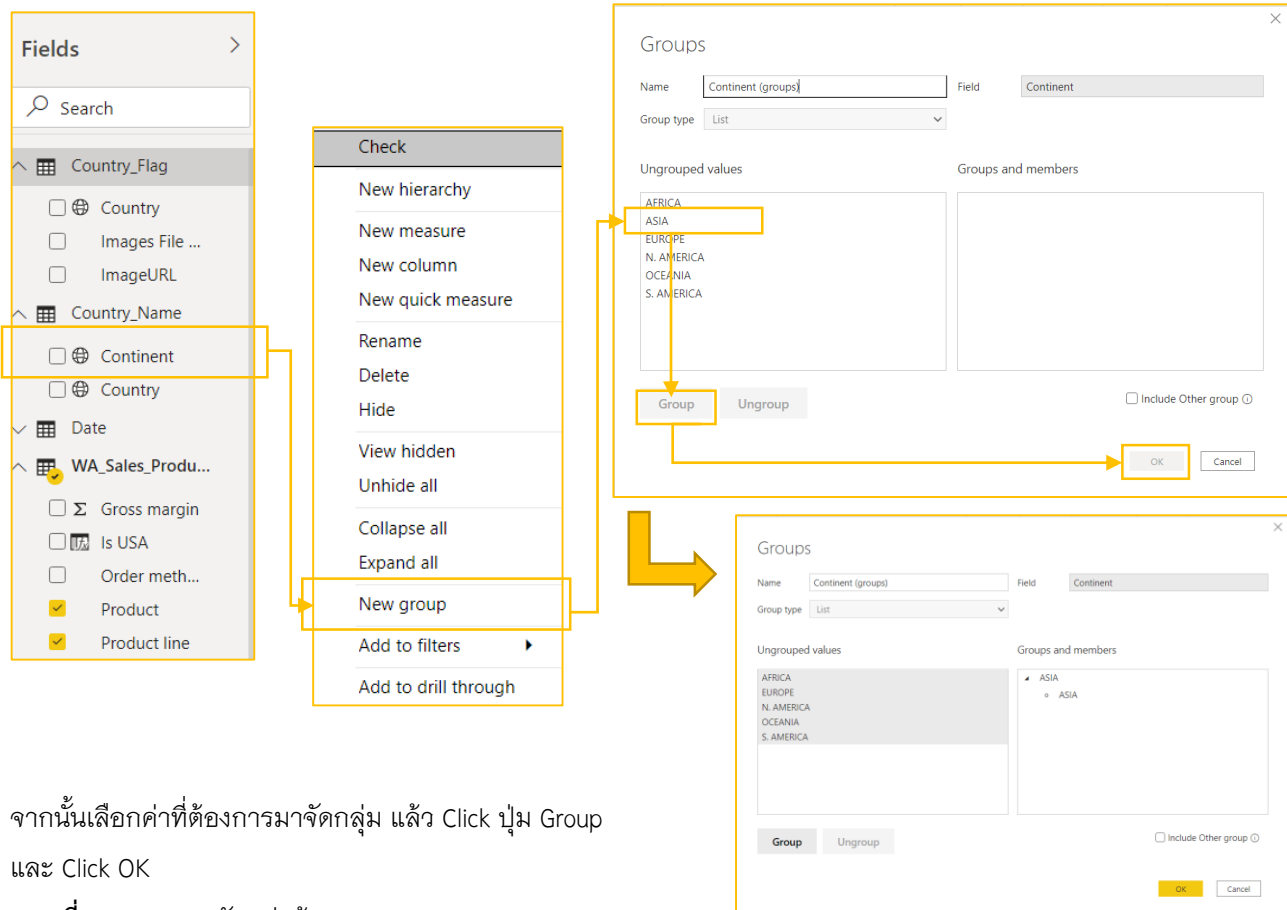 Fields
Search
Country_Flag
Country
Images File ...
ImageURL
Country_Name
Continent
Country
Date
WA_Sales_Produ...
Gross margin
Is USA
Order meth...
Product
Product line
Check
New hierarchy
New measure
New column
New quick measure
Rename
Delete
Hide
View hidden
Unhide all
Collapse all
Expand all
New group
Add to filters
Add to drill through
Groups
Name Continent (groups) Field Continent
Group type List
Ungrouped values Groups and members
AFRICA
ASIA
EUROPE
N. AMERICA
OCEANIA
S. AMERICA
Group Ungroup Include Other group
OK Cancel
Groups
Name Continent (groups) Field Continent
Group type List
Ungrouped values Groups and members
AFRICA ASIA
EUROPE ASIA
N. AMERICA
OCEANIA
S. AMERICA
Group Ungroup Include Other group
OK Cancel
จากนั้นเลือกค่าที่ต้องการมาจัดกลุ่ม แล้ว Click ปุ่ม Group
และ Click OK